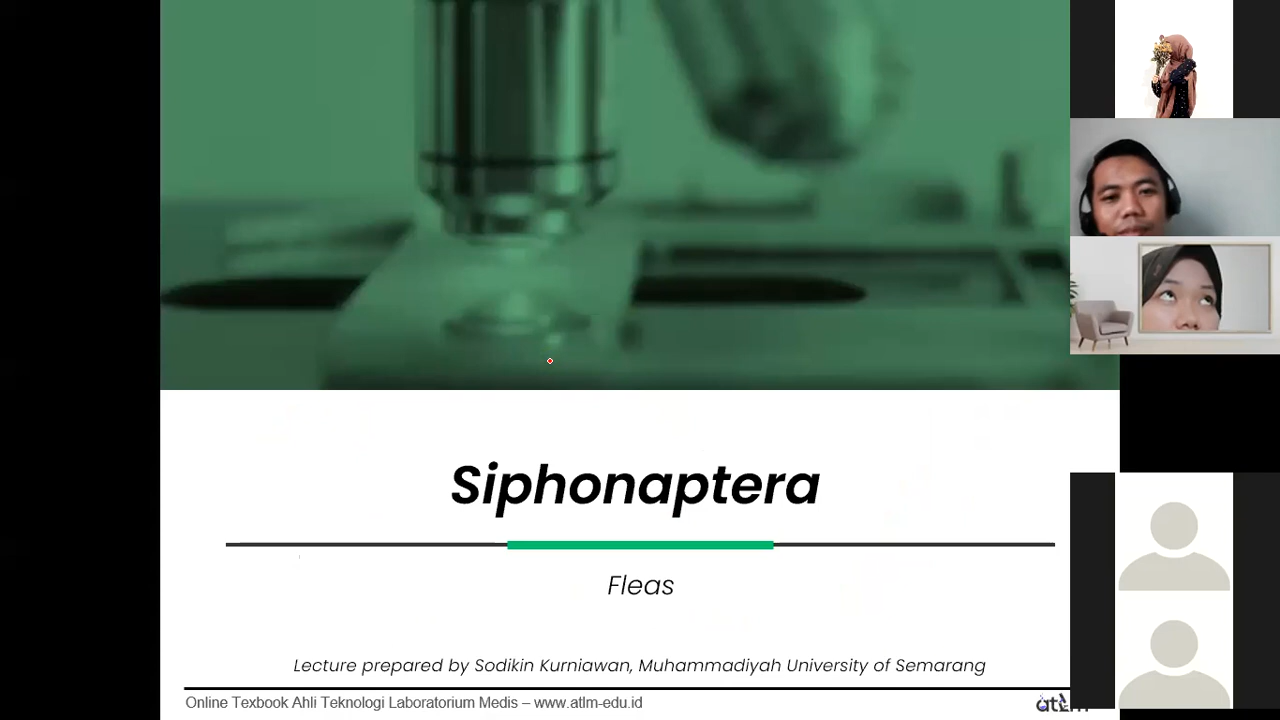 Siphonaptera
Fleas
Lecture prepared by Sodikin Kurniawan, Muhammadiyah University of Semarang
Online Texbook Ahli Teknologi Laboratorium Medis – www.atlm-edu.id